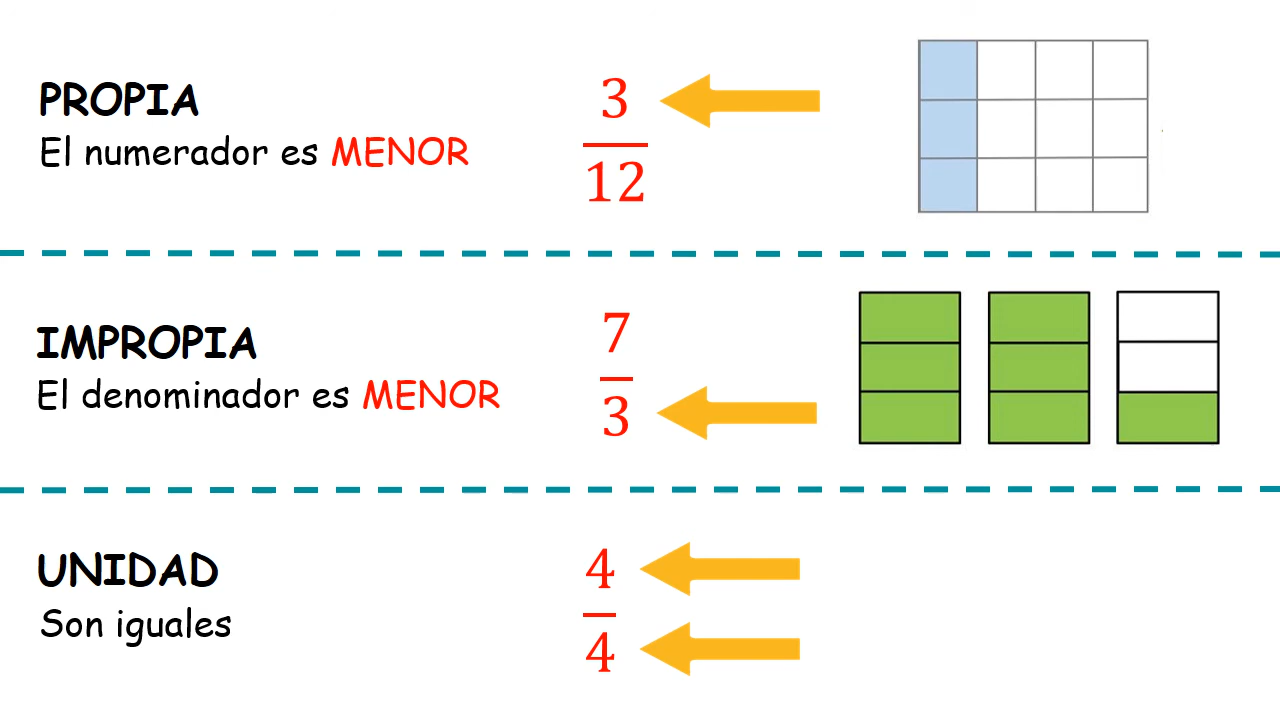 PROPIA
El numerador es MENOR
3
12
IMPROPIA
El denominador es MENOR
7
3
UNIDAD
Son iguales
4
4